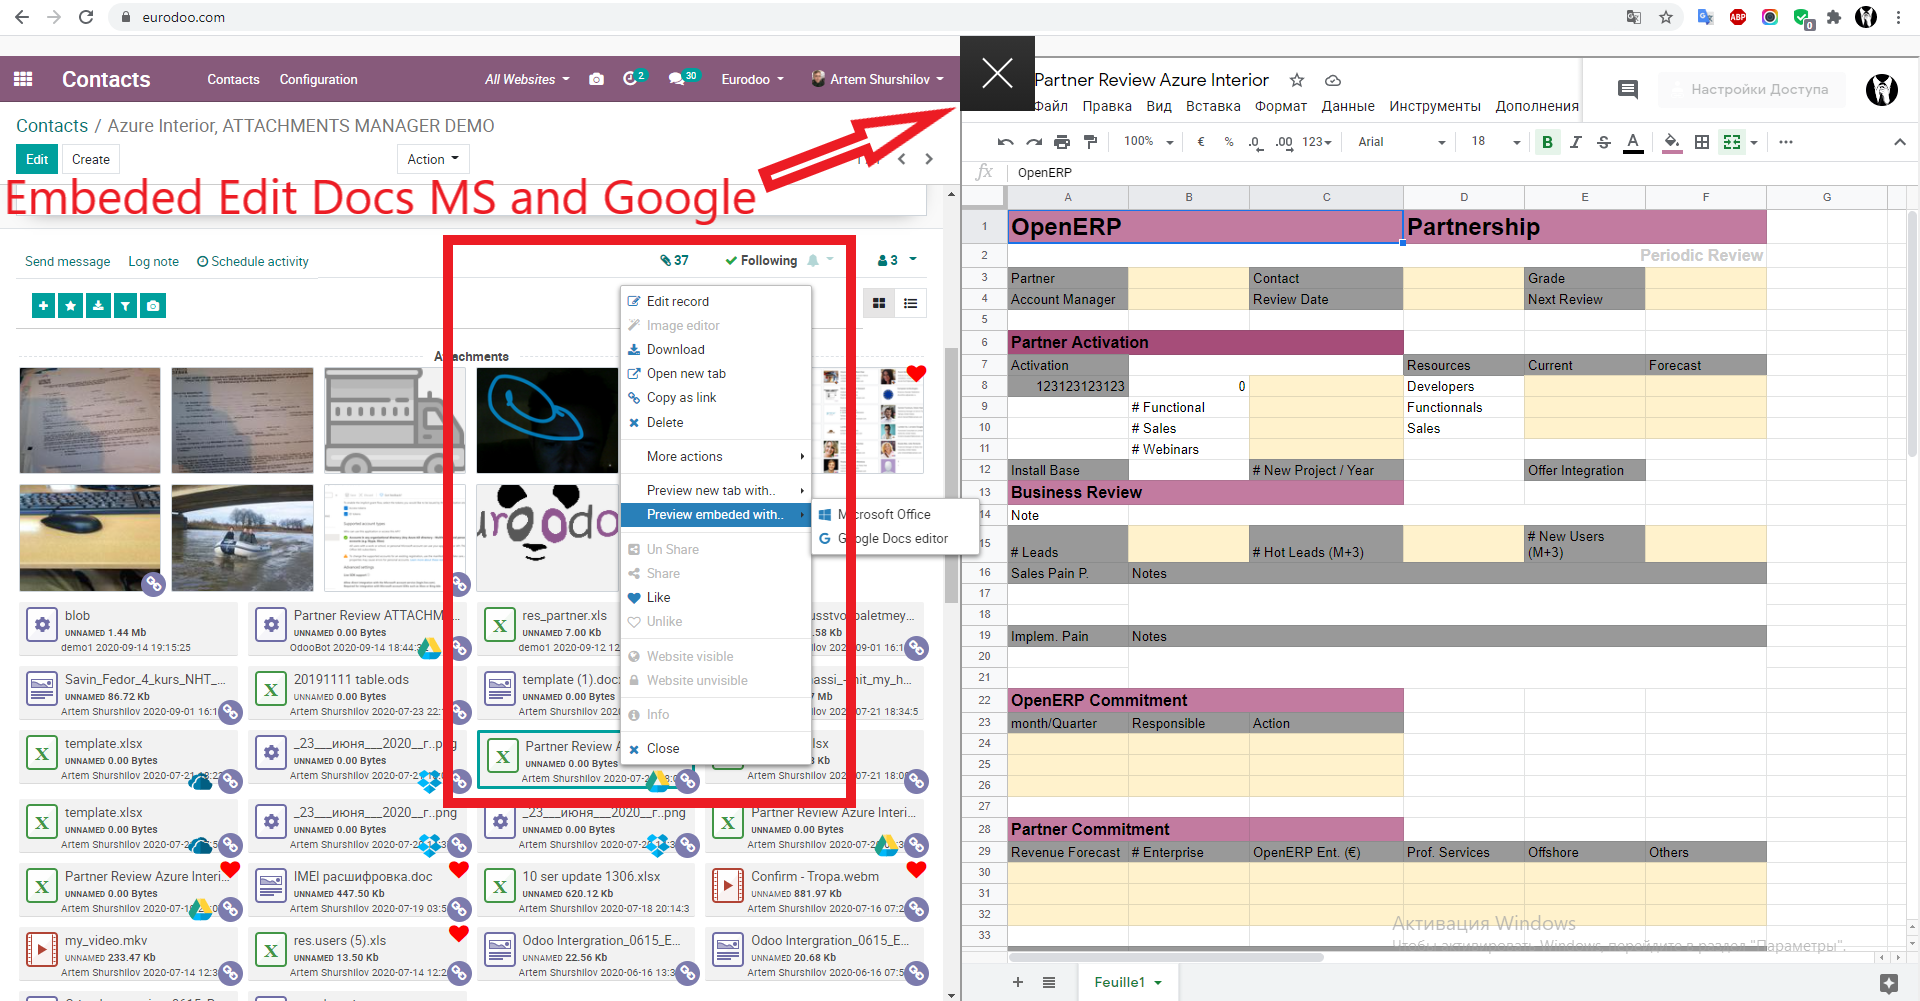 eurodoo.com
ABP
0
Contacts
Contacts
Configuration
All Websites
2
30
Eurodoo
Artem Shurshilov
Contacts / Azure Interior, ATTACHMENTS MANAGER DEMO
Edit
Create
Action
Embeded Edit Docs MS and Google
Send message
Log note
Schedule activity
37
Following
3
Attachments
Edit record
Image editor
Download
Open new tab
Copy as link
Delete
More actions
Preview new tab with..
Preview embeded with..
Microsoft Office
Google Docs editor
Un Share
Share
Like
Unlike
Website visible
Website unvisible
Info
Close
blob
UNNAMED 1.44 Mb
demo1 2020-09-14 19:15:25
Partner Review ATTACHM...
UNNAMED 0.00 Bytes
OdooBot 2020-09-14 18:44:
res_partner.xls
UNNAMED 7.00 Kb
demo1 2020-09-12 12
.58 Kb
Savin_Fedor_4_kurs_NHT_...
UNNAMED 86.72 Kb
Artem Shurshilov 2020-09-01 16:1
20191111 table.ods
UNNAMED 0.00 Bytes
Artem Shurshilov 2020-07-23 22:
template (1).doc
UNNAMED 0.00 Bytes
Artem Shurshilov 2020-0
2020-07-21 18:34:5
template.xlsx
UNNAMED 0.00 Bytes
Artem Shurshilov 2020-07-21 18:22
_23___июня___2020__г..png
UNNAMED 0.00 Bytes
Artem Shurshilov 2020-07-2
Partner Review A
UNNAMED 0.00 Bytes
Artem Shurshilov 2020-07-2
template.xlsx
UNNAMED 0.00 Bytes
Artem Shurshilov 2020-07-2
_23___июня___2020__г..png
UNNAMED 0.00 Bytes
Artem Shurshilov 2020-07-2
_23___июня___2020__г..png
UNNAMED 0.00 Bytes
Artem Shurshilov 2020-07-2
Partner Review Azure Interi...
UNNAMED 0.00 Bytes
Artem Shurshilov 2020-07-2
Partner Review Azure Interi...
UNNAMED 0.00 Bytes
Artem Shurshilov 2020-07-
IMEI расшифровка.doc
UNNAMED 447.50 Kb
Artem Shurshilov 2020-07-19 03:5
10 ser update 1306.xlsx
UNNAMED 620.12 Kb
Artem Shurshilov 2020-07-18 20:14:3
Confirm - Tropa.webm
UNNAMED 881.97 Kb
Artem Shurshilov 2020-07-16 07:2
my_video.mkv
UNNAMED 233.47 Kb
Artem Shurshilov 2020-07-14 12:3
res.users (5).xls
UNNAMED 13.50 Kb
Artem Shurshilov 2020-07-14 12:2
Odoo Intergration_0615_E...
UNNAMED 22.56 Kb
Artem Shurshilov 2020-06-16 13:3
Odoo Intergration_0615_E...
UNNAMED 20.68 Kb
Artem Shurshilov 2020-06-16 07:5
Partner Review Azure Interior
Файл Правка Вид Вставка Формат Данные Инструменты Дополнения
Настройки Доступа
100% € % .0 .00 123 Arial 18 B I S A
fx OpenERP
A B C D E F G
1 OpenERP Partnership
2 Periodic Review
3 Partner Contact Grade
4 Account Manager Review Date Next Review
5
6 Partner Activation
7 Activation Resources Current Forecast
8 123123123123 0 Developers
9 # Functional Functionnals
10 # Sales Sales
11 # Webinars
12 Install Base # New Project / Year Offer Integration
13 Business Review
14 Note
15 # Leads # Hot Leads (M+3) # New Users
(M+3)
16 Sales Pain P. Notes
17
18
19 Implem. Pain Notes
20
21
22 OpenERP Commitment
23 month/Quarter Responsible Action
24
25
26
27
28 Partner Commitment
29 Revenue Forecast # Enterprise OpenERP Ent. (€) Prof. Services Offshore Others
30
31
32
33
Активация Windows
Чтобы активировать Windows, перейдите в раздел "Параметры".
Feuille1